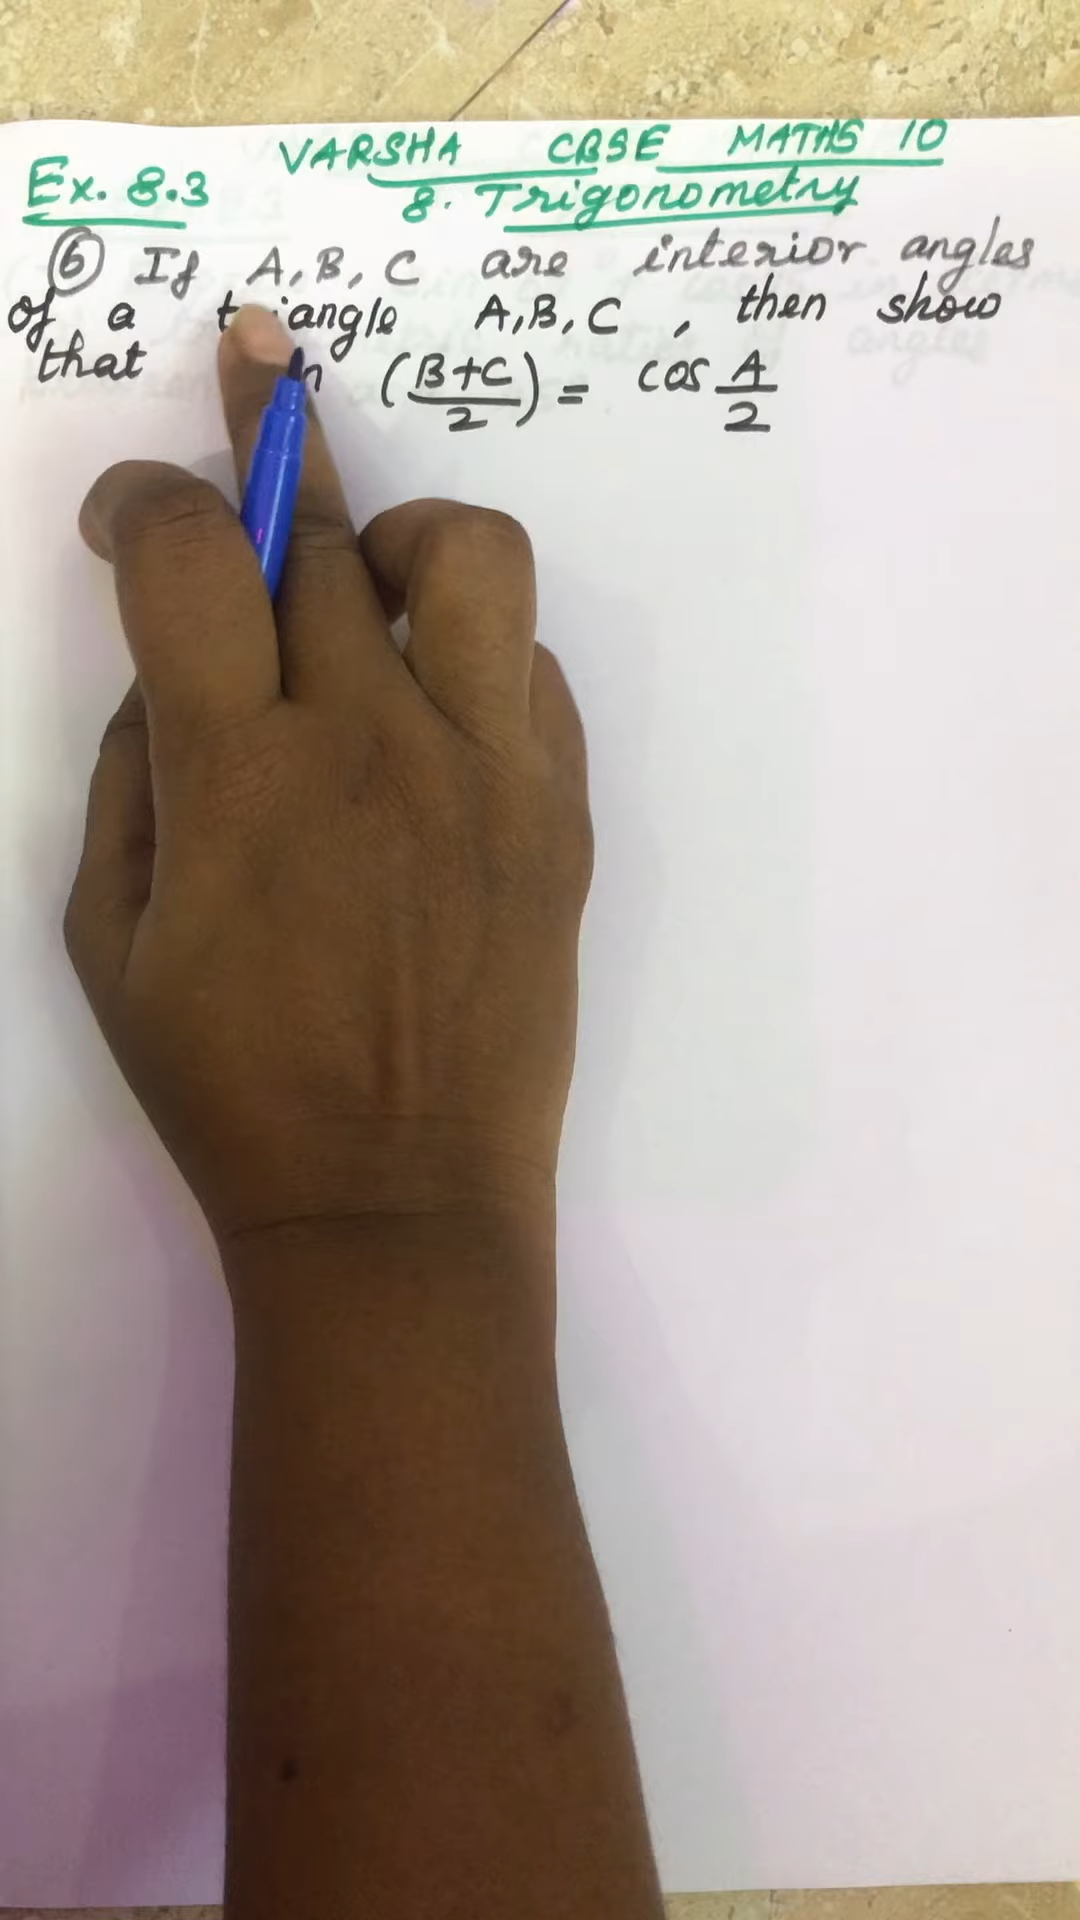 VARSHA CBSE MATHS 10
Ex. 8.3 8. Trigonometry
⑥ If A, B, C are interior angles
of a triangle A, B, C , then show
that (B+C/2) = cos A/2